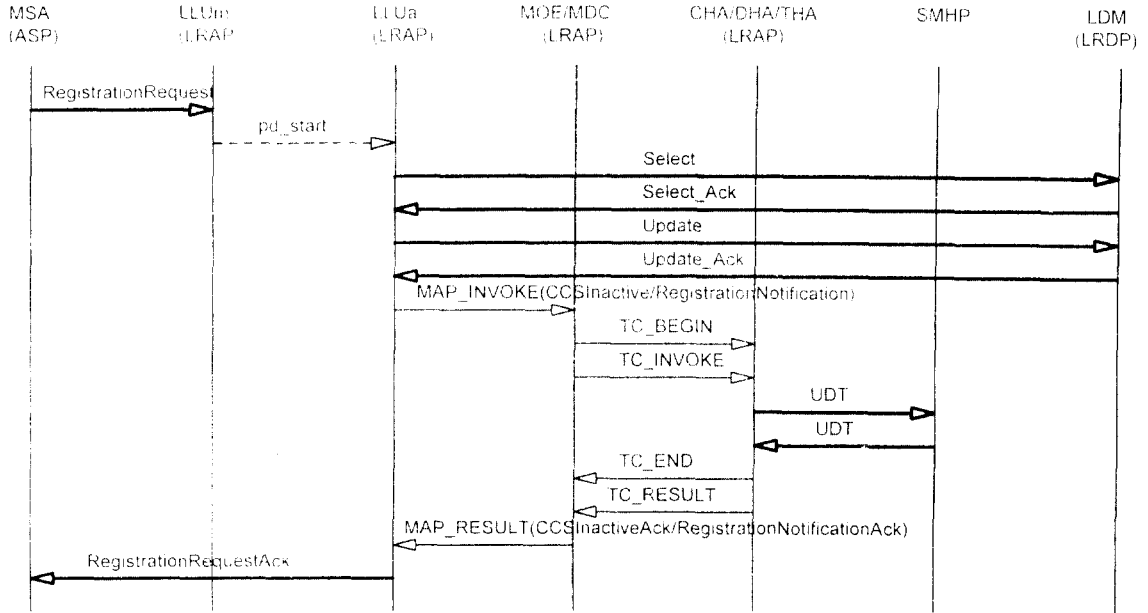 MSA LLUm LLUa MOE/MDC CHA/DHA/THA SMHP LDM
(ASP) (LRAP (LRAP) (LRAP) (LRAP) (LRDP)
RegistrationRequest
pd_start
Select
Select_Ack
Update
Update_Ack
MAP_INVOKE(CCSInactive/RegistrationNotification)
TC_BEGIN
TC_INVOKE
UDT
UDT
TC_END
TC_RESULT
MAP_RESULT(CCSInactiveAck/RegistrationNotificationAck)
RegistrationRequestAck